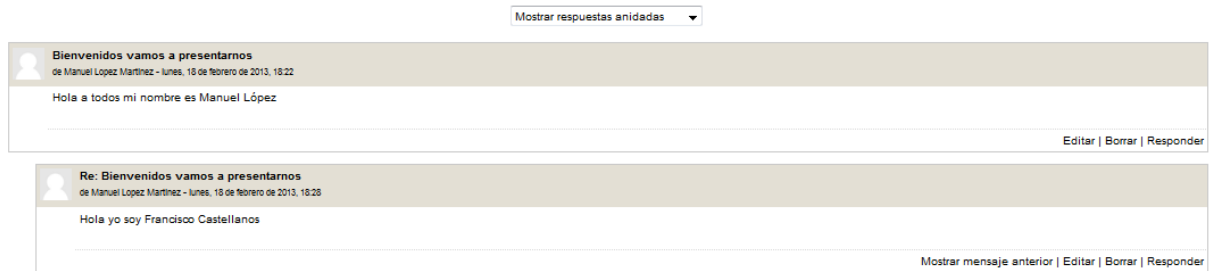 Mostrar respuestas anidadas
Bienvenidos vamos a presentarnos
de Manuel Lopez Martinez - lunes, 18 de febrero de 2013, 18:22
Hola a todos mi nombre es Manuel López
Editar | Borrar | Responder
Re: Bienvenidos vamos a presentarnos
de Manuel Lopez Martinez - lunes, 18 de febrero de 2013, 18:28
Hola yo soy Francisco Castellanos
Mostrar mensaje anterior | Editar | Borrar | Responder